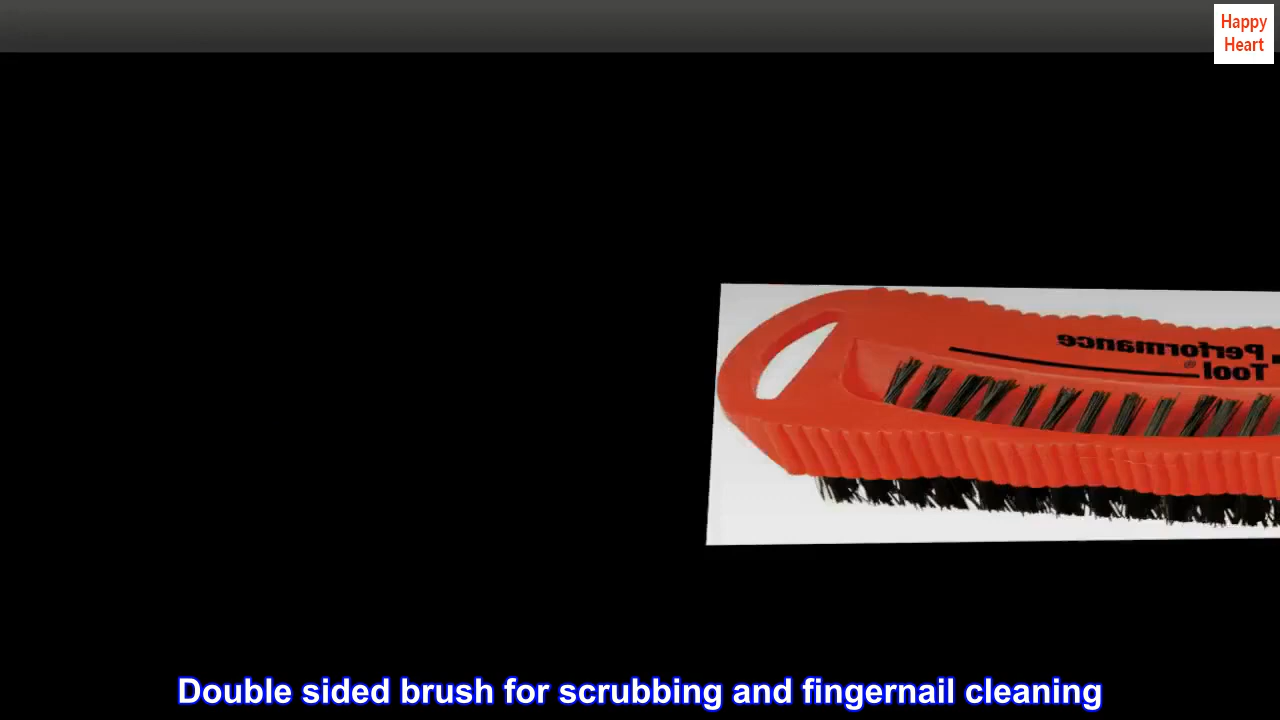 Happy
Heart
Performance
Tool®
Double sided brush for scrubbing and fingernail cleaning